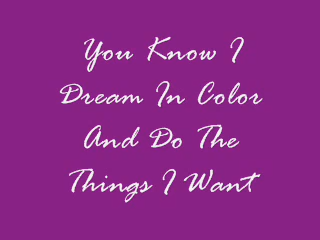 You Know I
Dream In Color
And Do The
Things I Want